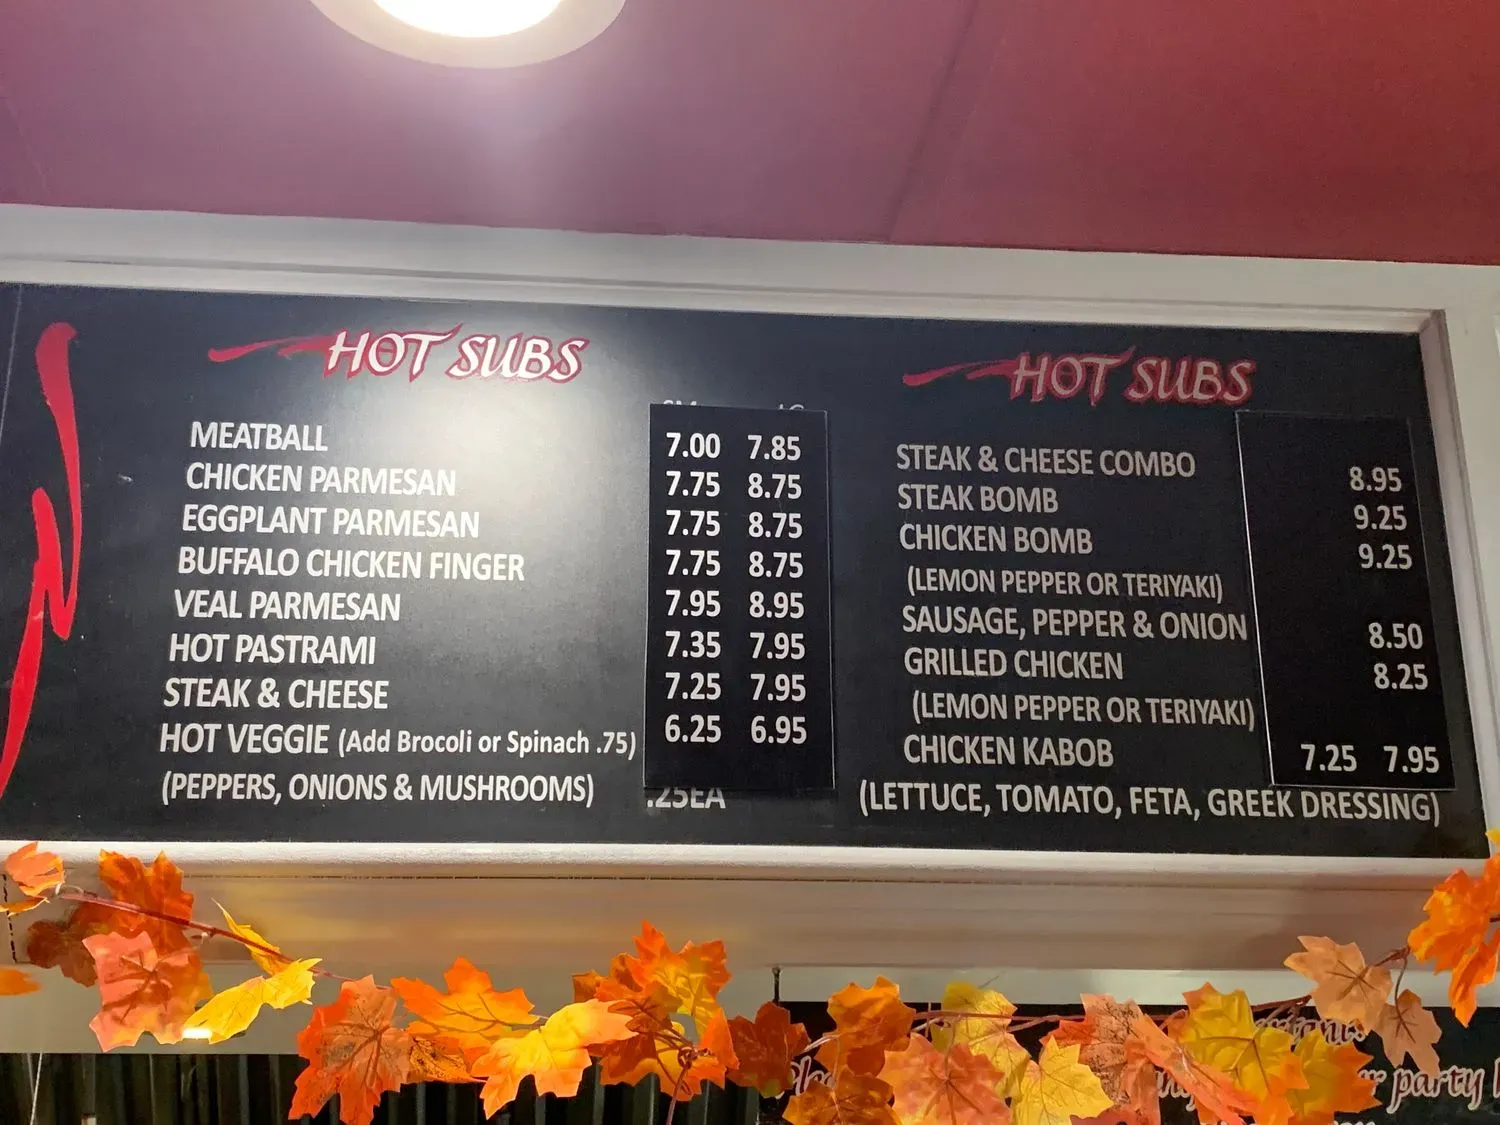 HOT SUBS
MEATBALL 7.00 7.85
CHICKEN PARMESAN 7.75 8.75
EGGPLANT PARMESAN 7.75 8.75
BUFFALO CHICKEN FINGER 7.75 8.75
VEAL PARMESAN 7.95 8.95
HOT PASTRAMI 7.35 7.95
STEAK & CHEESE 7.25 7.95
HOT VEGGIE (Add Brocoli or Spinach .75) 6.25 6.95
(PEPPERS, ONIONS & MUSHROOMS) .25EA
HOT SUBS
STEAK & CHEESE COMBO 8.95
STEAK BOMB 9.25
CHICKEN BOMB 9.25
(LEMON PEPPER OR TERIYAKI)
SAUSAGE, PEPPER & ONION 8.50
GRILLED CHICKEN 8.25
(LEMON PEPPER OR TERIYAKI)
CHICKEN KABOB 7.25 7.95
(LETTUCE, TOMATO, FETA, GREEK DRESSING)
party